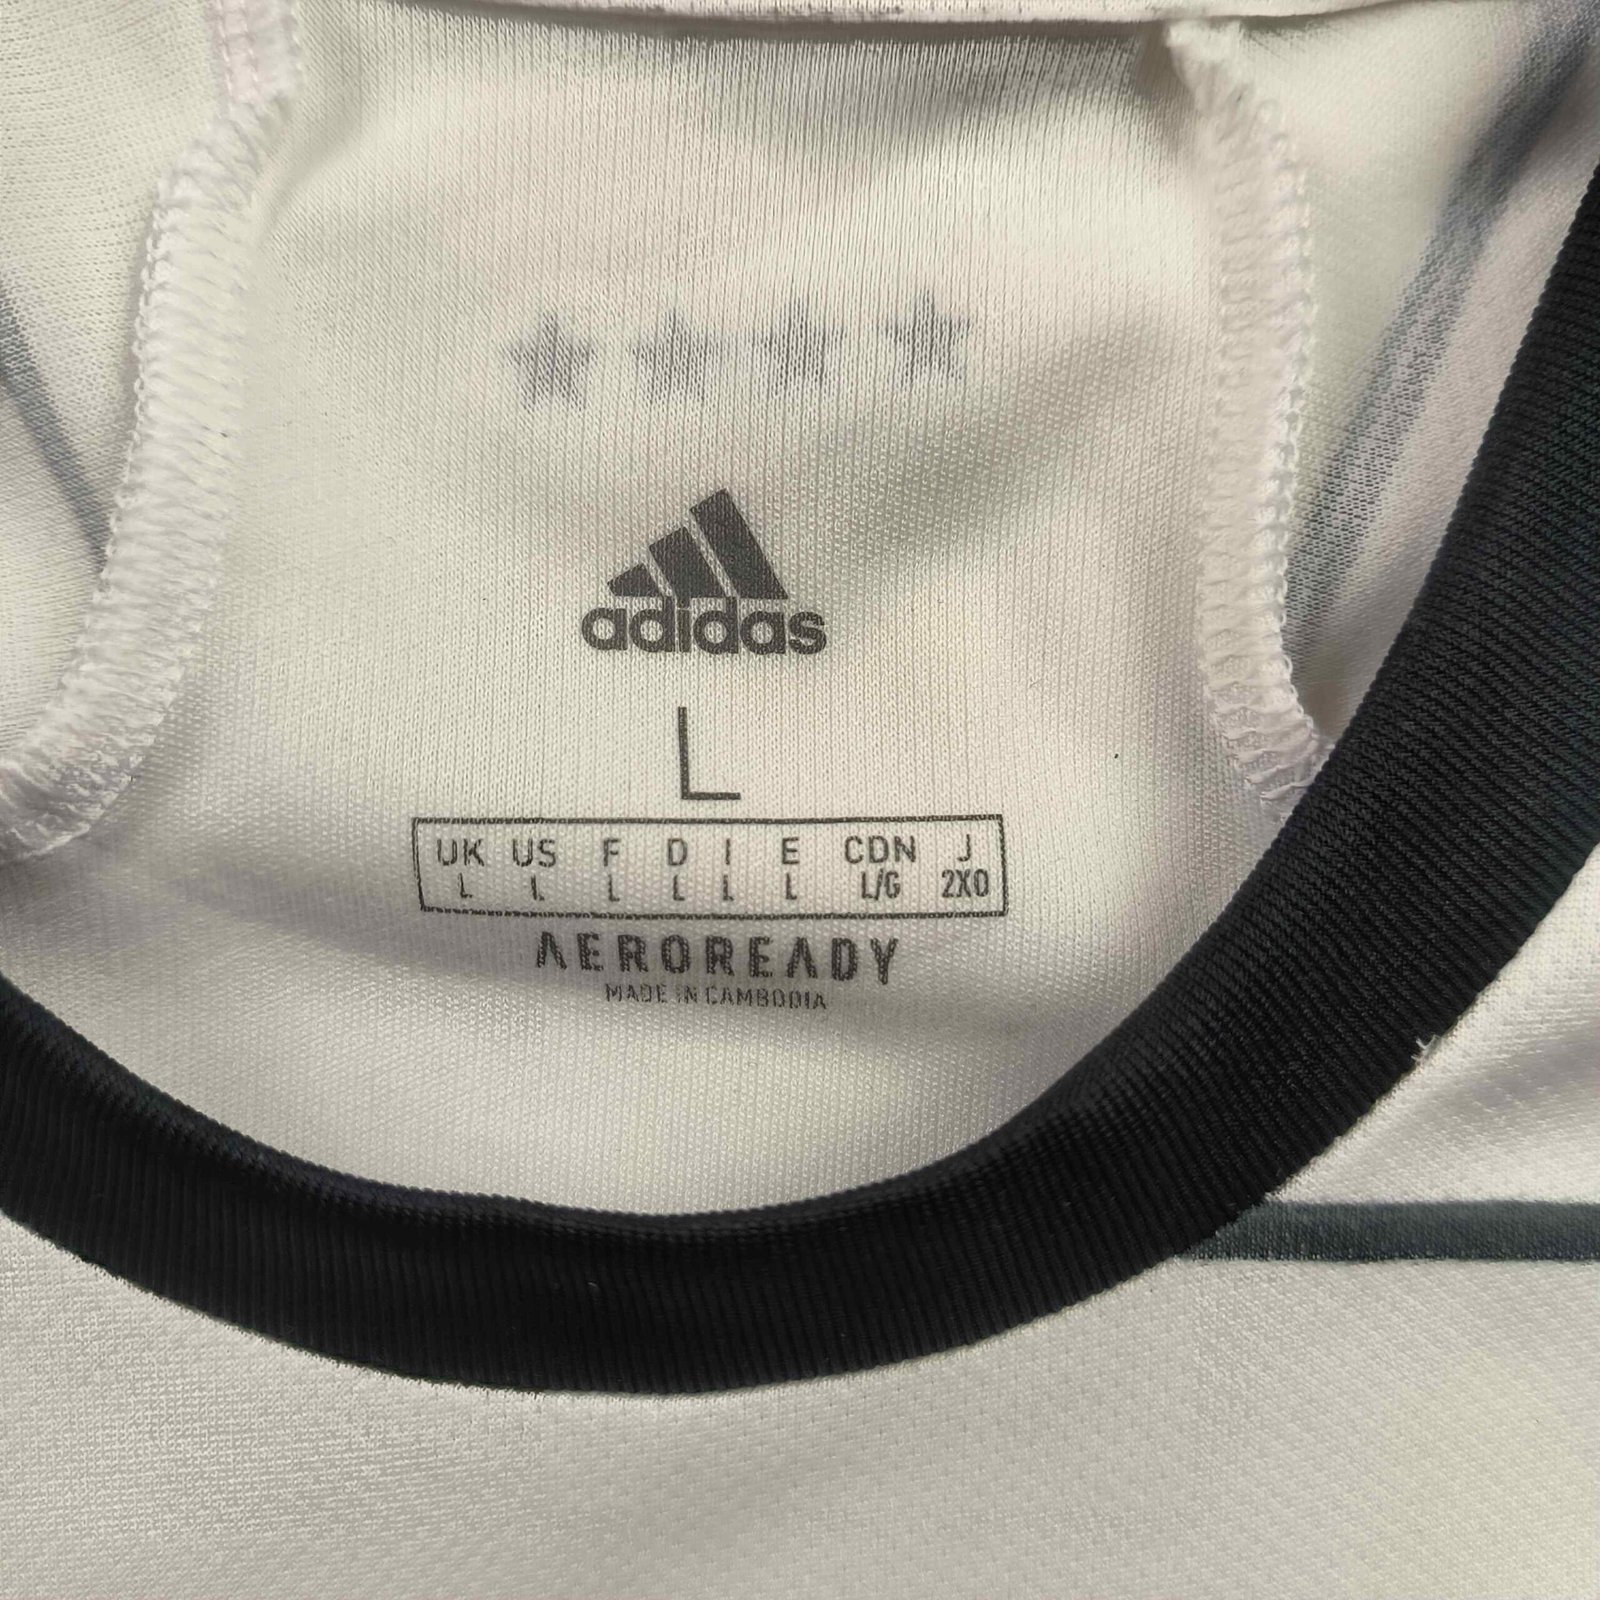 adidas
L
UK US F D I E CDN J
L L L L L L L/G 2XO
AEROREADY
MADE IN CAMBODIA